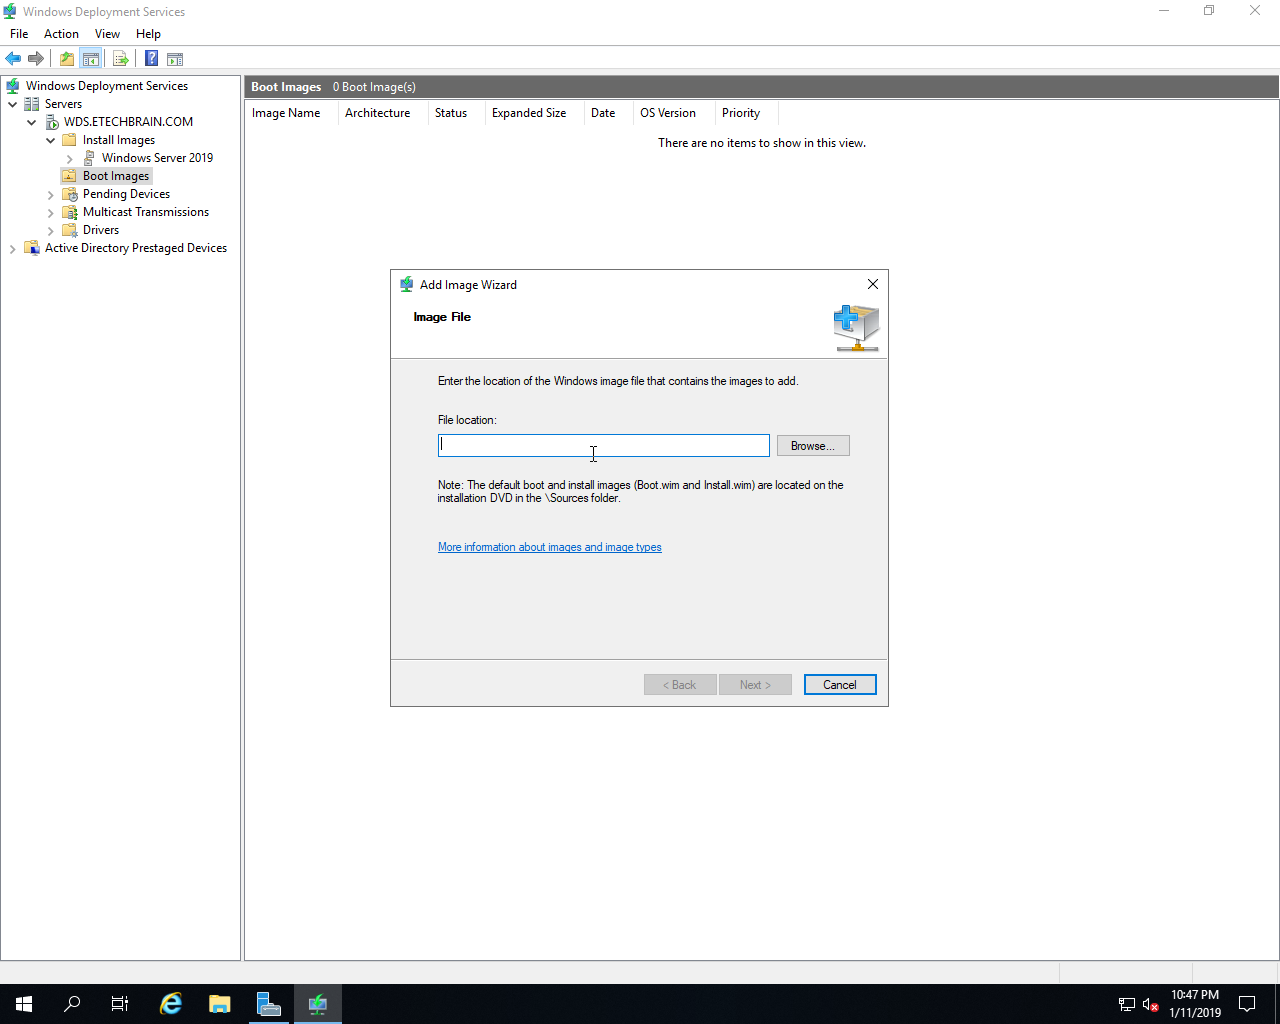 Windows Deployment Services
File Action View Help
Windows Deployment Services
Servers
WDS.ETECHBRAIN.COM
Install Images
Windows Server 2019
Boot Images
Pending Devices
Multicast Transmissions
Drivers
Active Directory Prestaged Devices
Boot Images 0 Boot Image(s)
Image Name Architecture Status Expanded Size Date OS Version Priority
There are no items to show in this view.
Add Image Wizard
Image File
Enter the location of the Windows image file that contains the images to add.
File location:
Browse...
Note: The default boot and install images (Boot.wim and Install.wim) are located on the
installation DVD in the \Sources folder.
More information about images and image types
< Back Next > Cancel
10:47 PM
1/11/2019